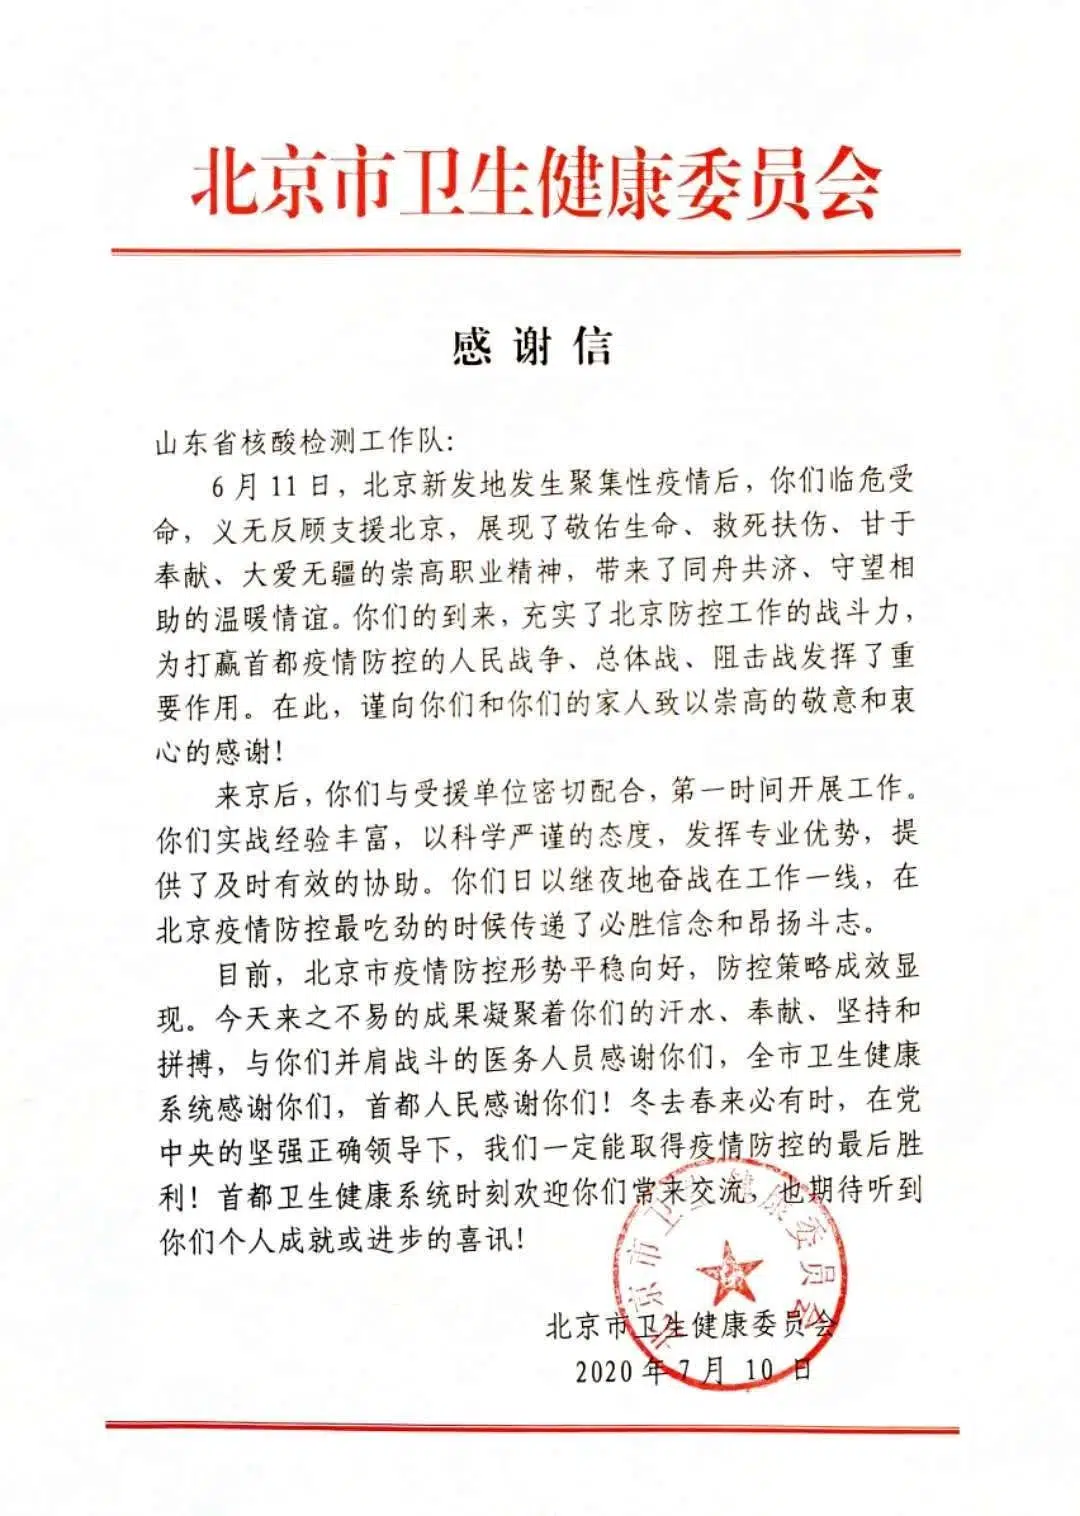 北京市卫生健康委员会
感谢信
山东省核酸检测工作队：
6月11日，北京新发地发生聚集性疫情后，你们临危受
命，义无反顾支援北京，展现了敬佑生命、救死扶伤、甘于
奉献、大爱无疆的崇高职业精神，带来了同舟共济、守望相
助的温暖情谊。你们的到来，充实了北京防控工作的战斗力，
为打赢首都疫情防控的人民战争、总体战、阻击战发挥了重
要作用。在此，谨向你们和你们的家人致以崇高的敬意和衷
心的感谢！
来京后，你们与受援单位密切配合，第一时间开展工作。
你们实战经验丰富，以科学严谨的态度，发挥专业优势，提
供了及时有效的协助。你们日以继夜地奋战在工作一线，在
北京疫情防控最吃劲的时候传递了必胜信念和昂扬斗志。
目前，北京市疫情防控形势平稳向好，防控策略成效显
现。今天来之不易的成果凝聚着你们的汗水、奉献、坚持和
拼搏，与你们并肩战斗的医务人员感谢你们，全市卫生健康
系统感谢你们，首都人民感谢你们！冬去春来必有时，在党
中央的坚强正确领导下，我们一定能取得疫情防控的最后胜
利！首都卫生健康系统时刻欢迎你们常来交流，也期待听到
你们个人成就或进步的喜讯！
北京市卫生健康委员会
北京市卫生健康委员会
2020年7月10日